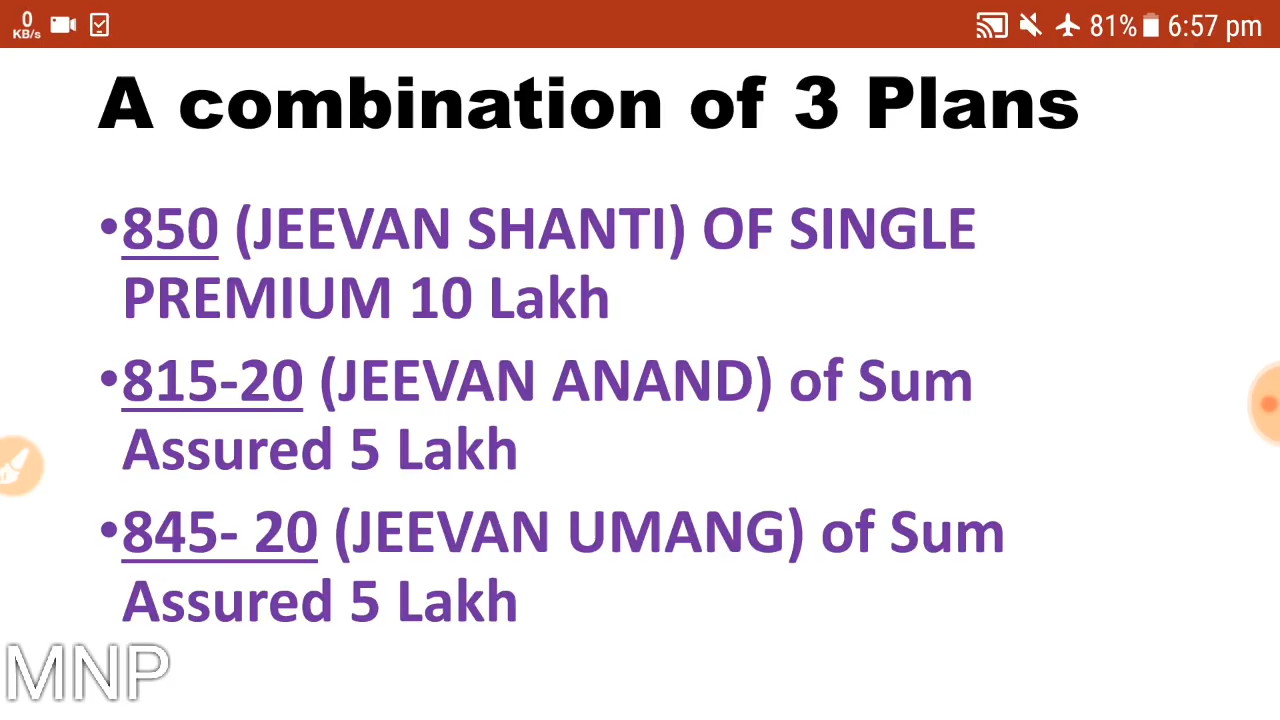 0
KB/s
81% 6:57 pm
A combination of 3 Plans
•850 (JEEVAN SHANTI) OF SINGLE
PREMIUM 10 Lakh
•815-20 (JEEVAN ANAND) of Sum
Assured 5 Lakh
•845- 20 (JEEVAN UMANG) of Sum
Assured 5 Lakh
MNP